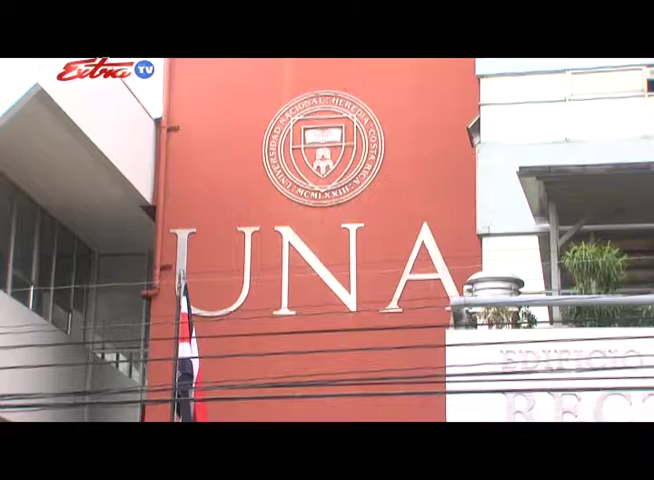 Extra TV
UNIVERSIDAD NACIONAL · HEREDIA · COSTA RICA
MCMLXXIII
UNA
EDIFICIO
REC